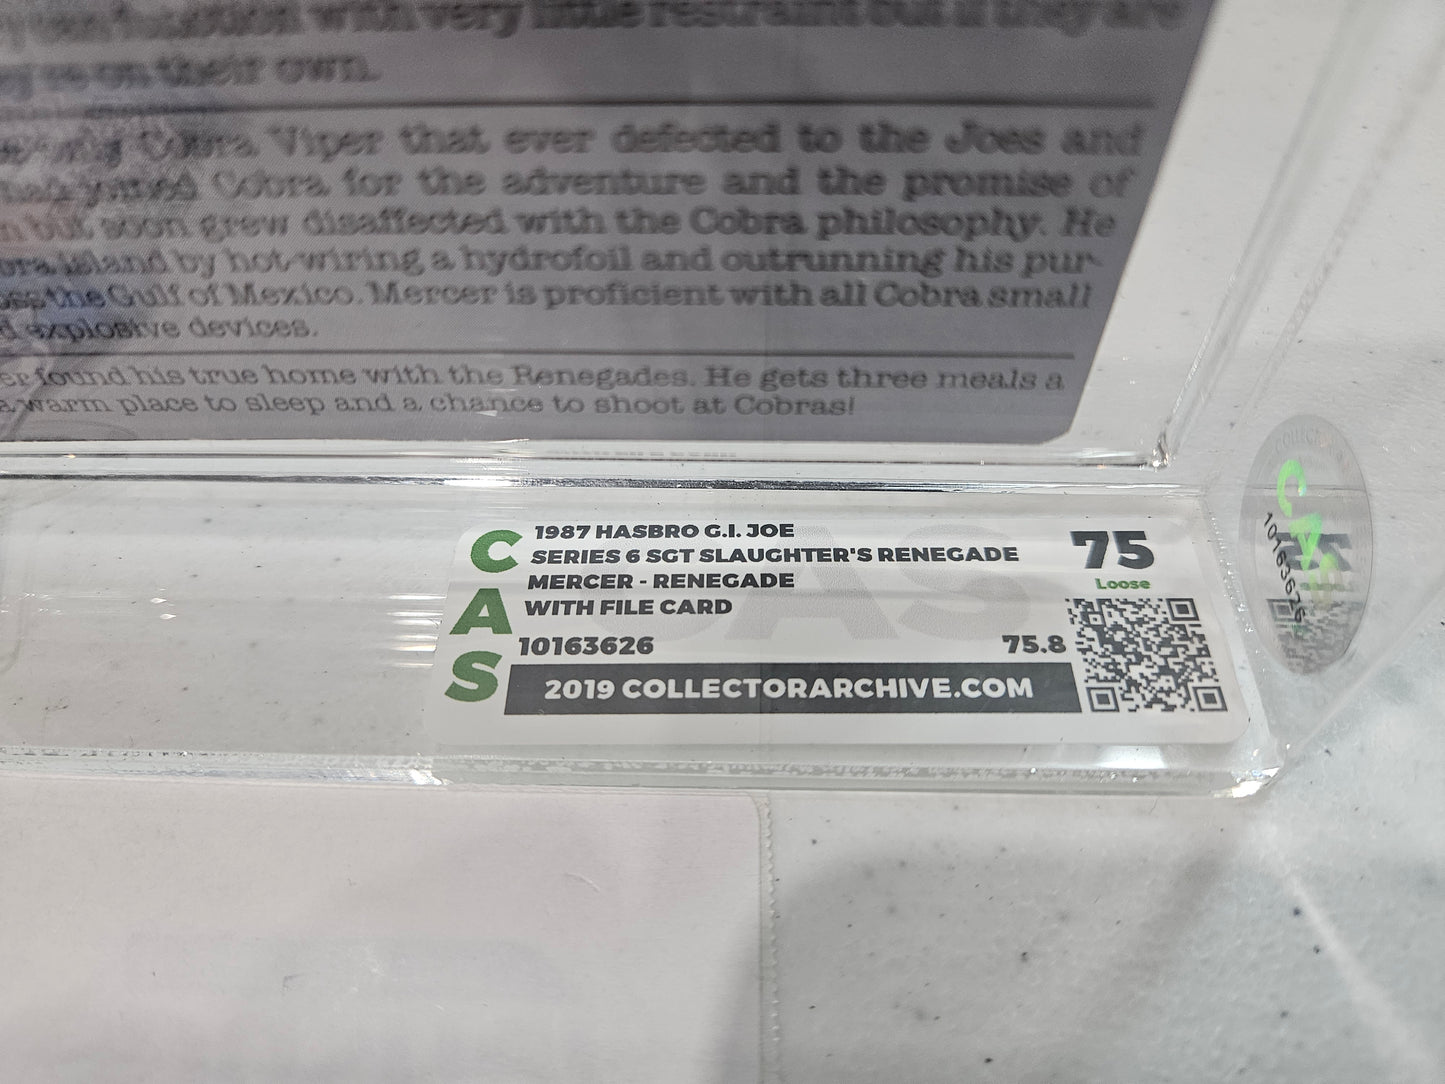 function with very little restraint but if they are
on their own.
only Cobra Viper that ever defected to the Joes and
had joined Cobra for the adventure and the promise of
but soon grew disaffected with the Cobra philosophy. He
Island by hot-wiring a hydrofoil and outrunning his pur-
the Gulf of Mexico. Mercer is proficient with all Cobra small
explosive devices.
found his true home with the Renegades. He gets three meals a
warm place to sleep and a chance to shoot at Cobras!
CAS
1987 HASBRO G.I. JOE
SERIES 6 SGT SLAUGHTER'S RENEGADE
MERCER - RENEGADE
WITH FILE CARD
10163626
75
Loose
75.8
2019 COLLECTORARCHIVE.COM
CAS
10163626